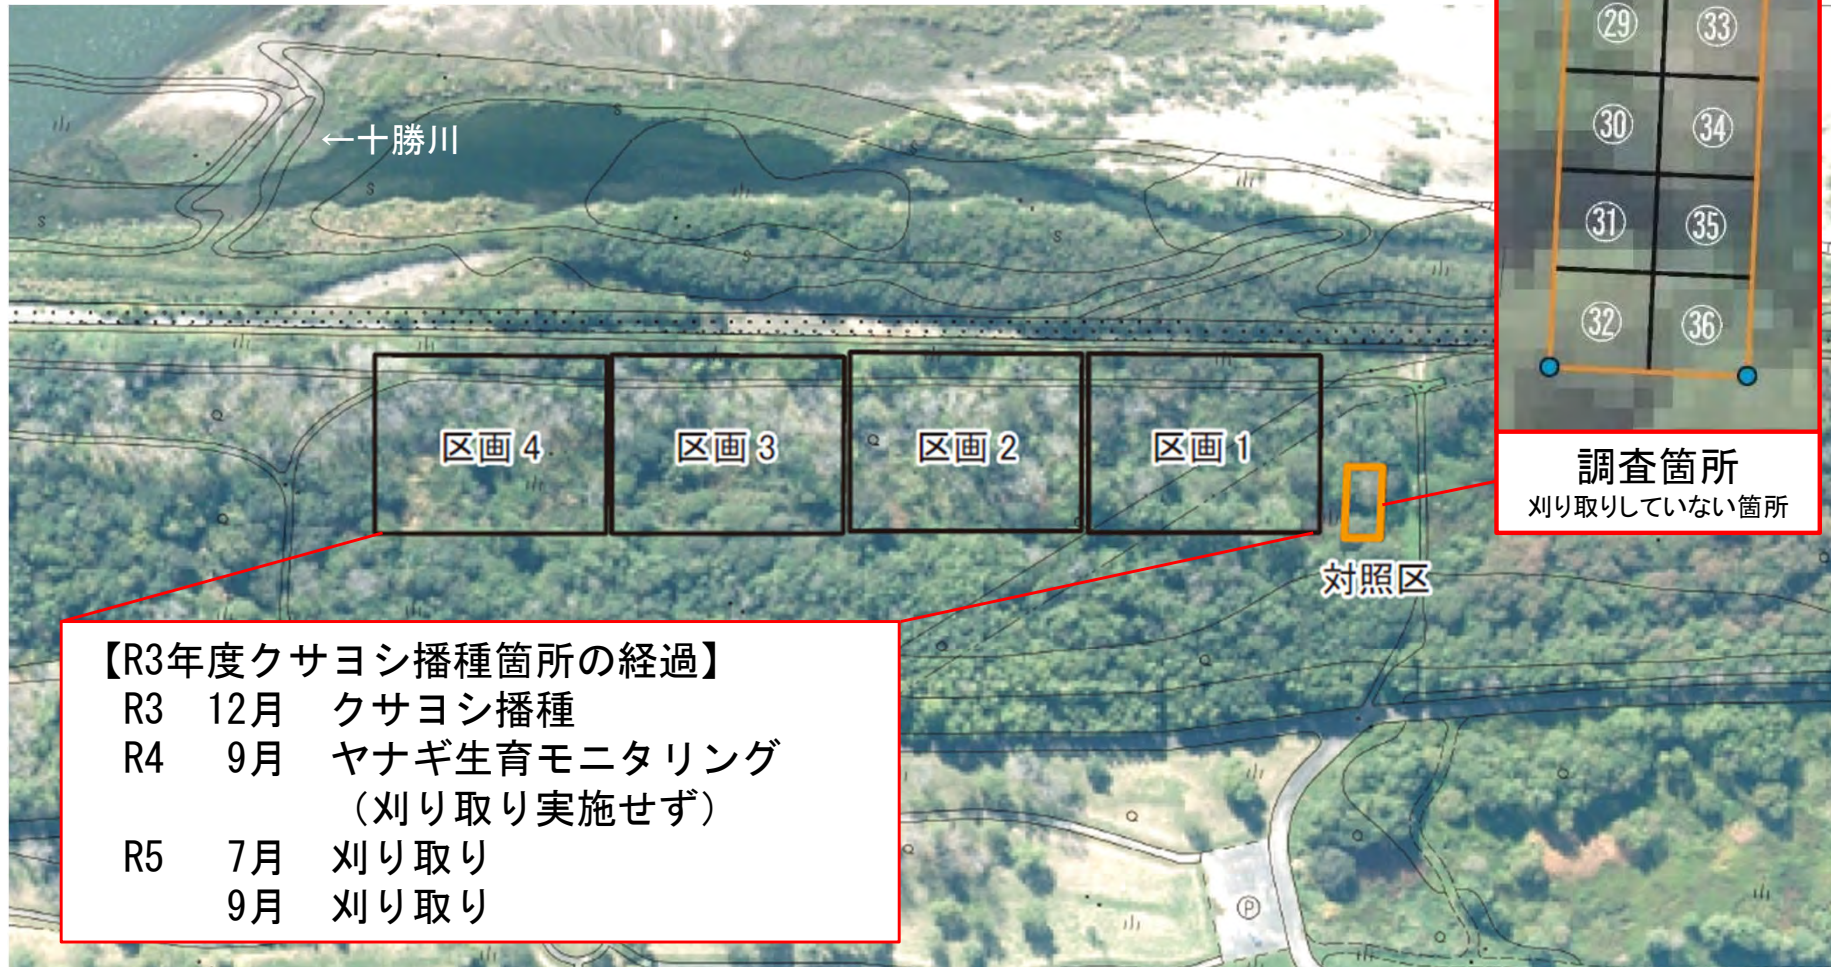 ←十勝川
㉙ ㉝
㉚ ㉞
㉛ ㉟
㉜ ㊱
調査箇所
刈り取りしていない箇所
区画4 区画3 区画2 区画1
対照区
【R3年度クサヨシ播種箇所の経過】
R3 12月 クサヨシ播種
R4 9月 ヤナギ生育モニタリング
（刈り取り実施せず）
R5 7月 刈り取り
9月 刈り取り
Ⓟ